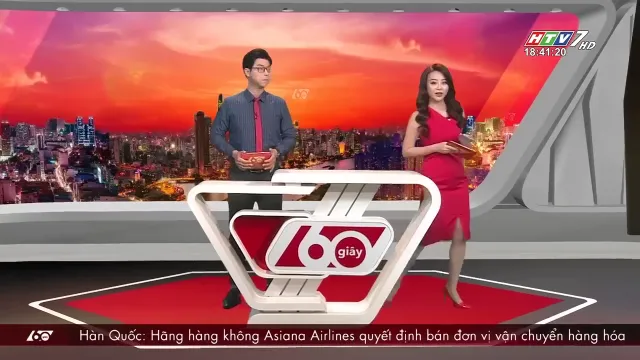 HTV7 HD
18:41:20
60
giây
60
Hàn Quốc: Hãng hàng không Asiana Airlines quyết định bán đơn vị vận chuyển hàng hóa